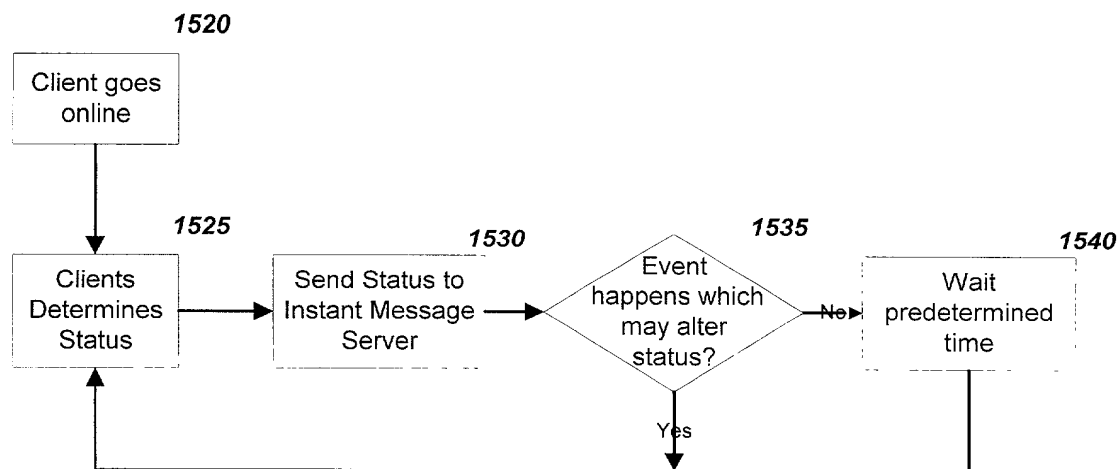 1520
Client goes
online
1525
Clients
Determines
Status
1530
Send Status to
Instant Message
Server
1535
Event
happens which
may alter
status?
No
Yes
1540
Wait
predetermined
time